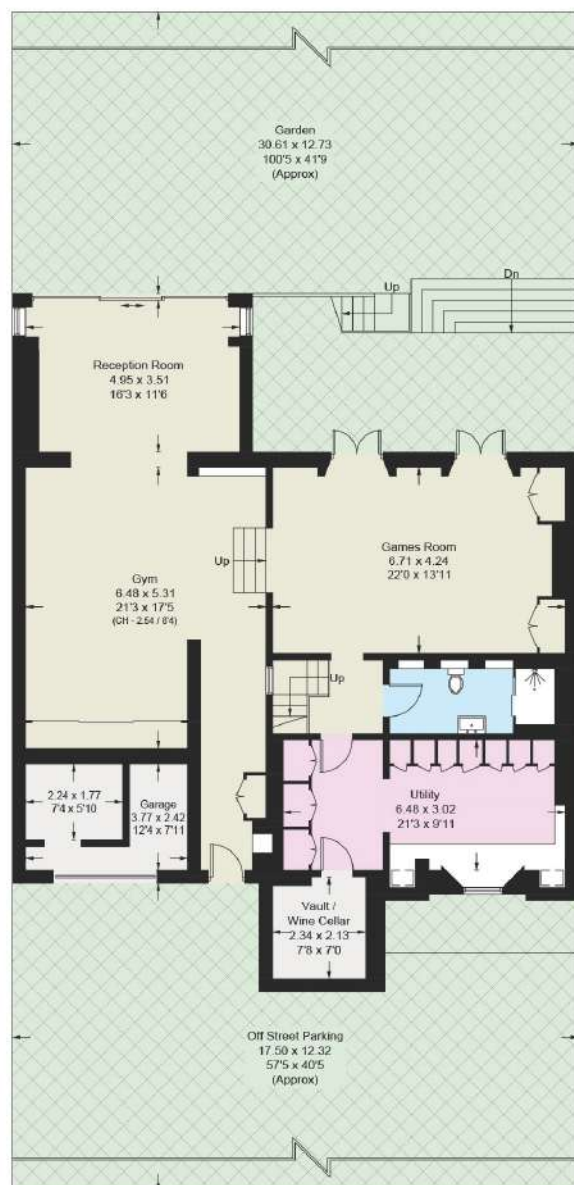 Garden
30.61 x 12.73
100'5 x 41'9
(Approx)
Up
Dn
Reception Room
4.95 x 3.51
16'3 x 11'6
Up
Gym
6.48 x 5.31
21'3 x 17'5
(CH - 2.54 / 8'4)
Games Room
6.71 x 4.24
22'0 x 13'11
Up
2.24 x 1.77
7'4 x 5'10
Garage
3.77 x 2.42
12'4 x 7'11
Utility
6.48 x 3.02
21'3 x 9'11
Vault /
Wine Cellar
2.34 x 2.13
7'8 x 7'0
Off Street Parking
17.50 x 12.32
57'5 x 40'5
(Approx)